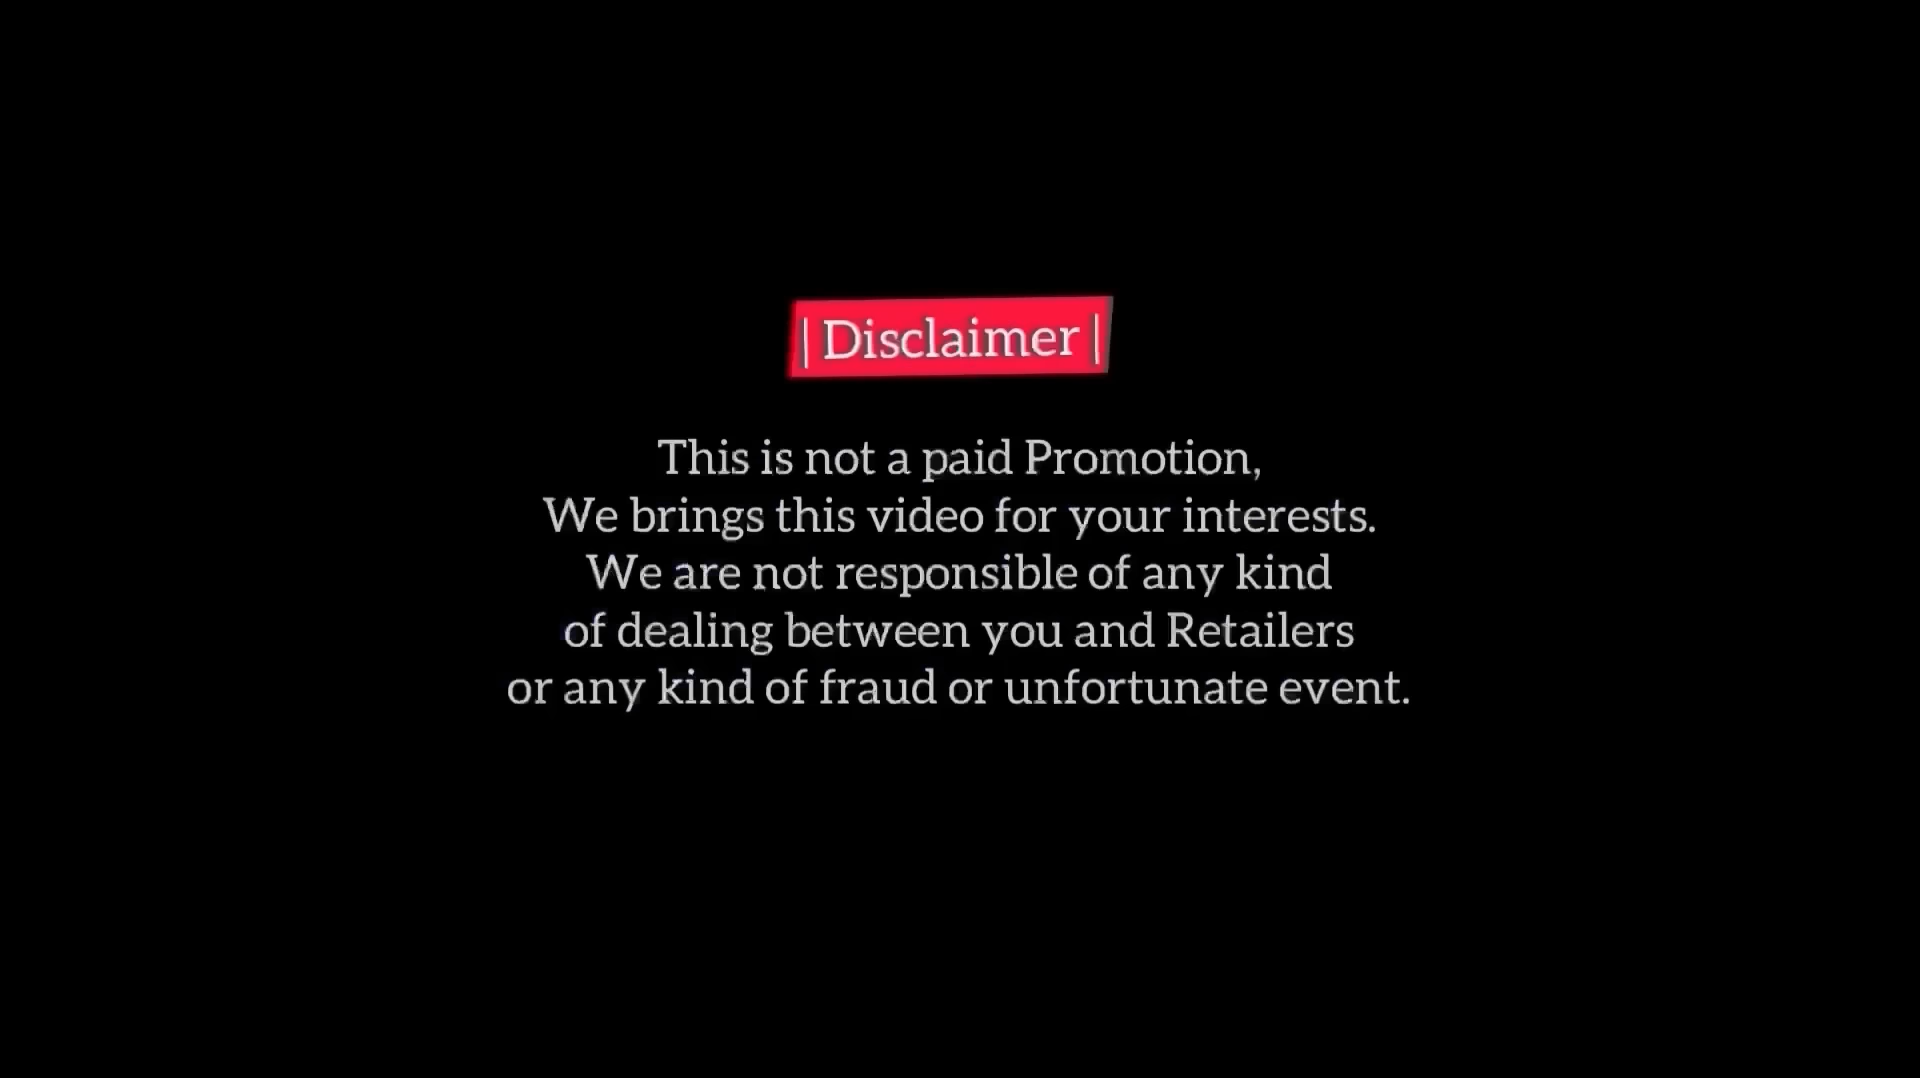 | Disclaimer |
This is not a paid Promotion,
We brings this video for your interests.
We are not responsible of any kind
of dealing between you and Retailers
or any kind of fraud or unfortunate event.